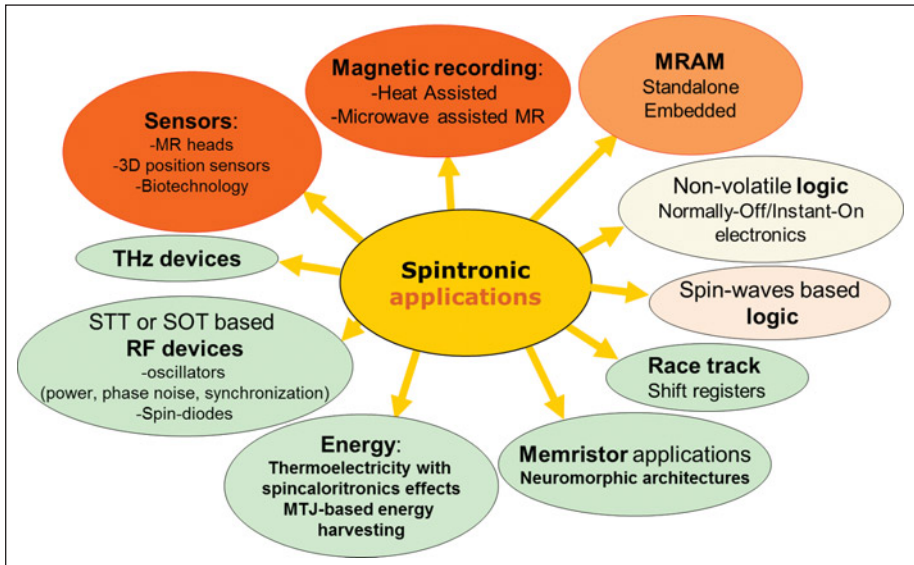 Magnetic recording:
-Heat Assisted
-Microwave assisted MR
MRAM
Standalone
Embedded
Sensors:
-MR heads
-3D position sensors
-Biotechnology
Non-volatile logic
Normally-Off/Instant-On
electronics
THz devices
Spintronic
applications
Spin-waves based
logic
STT or SOT based
RF devices
-oscillators
(power, phase noise, synchronization)
-Spin-diodes
Race track
Shift registers
Energy:
Thermoelectricity with
spincaloritronics effects
MTJ-based energy
harvesting
Memristor applications
Neuromorphic architectures